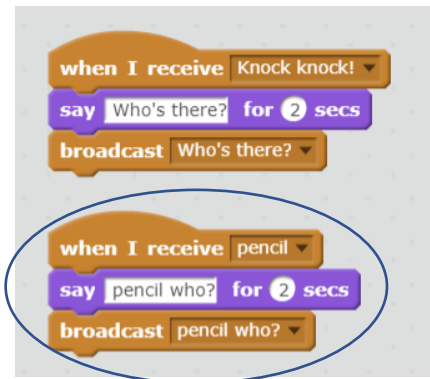 when I receive Knock knock!
say Who's there? for 2 secs
broadcast Who's there?
when I receive pencil
say pencil who? for 2 secs
broadcast pencil who?